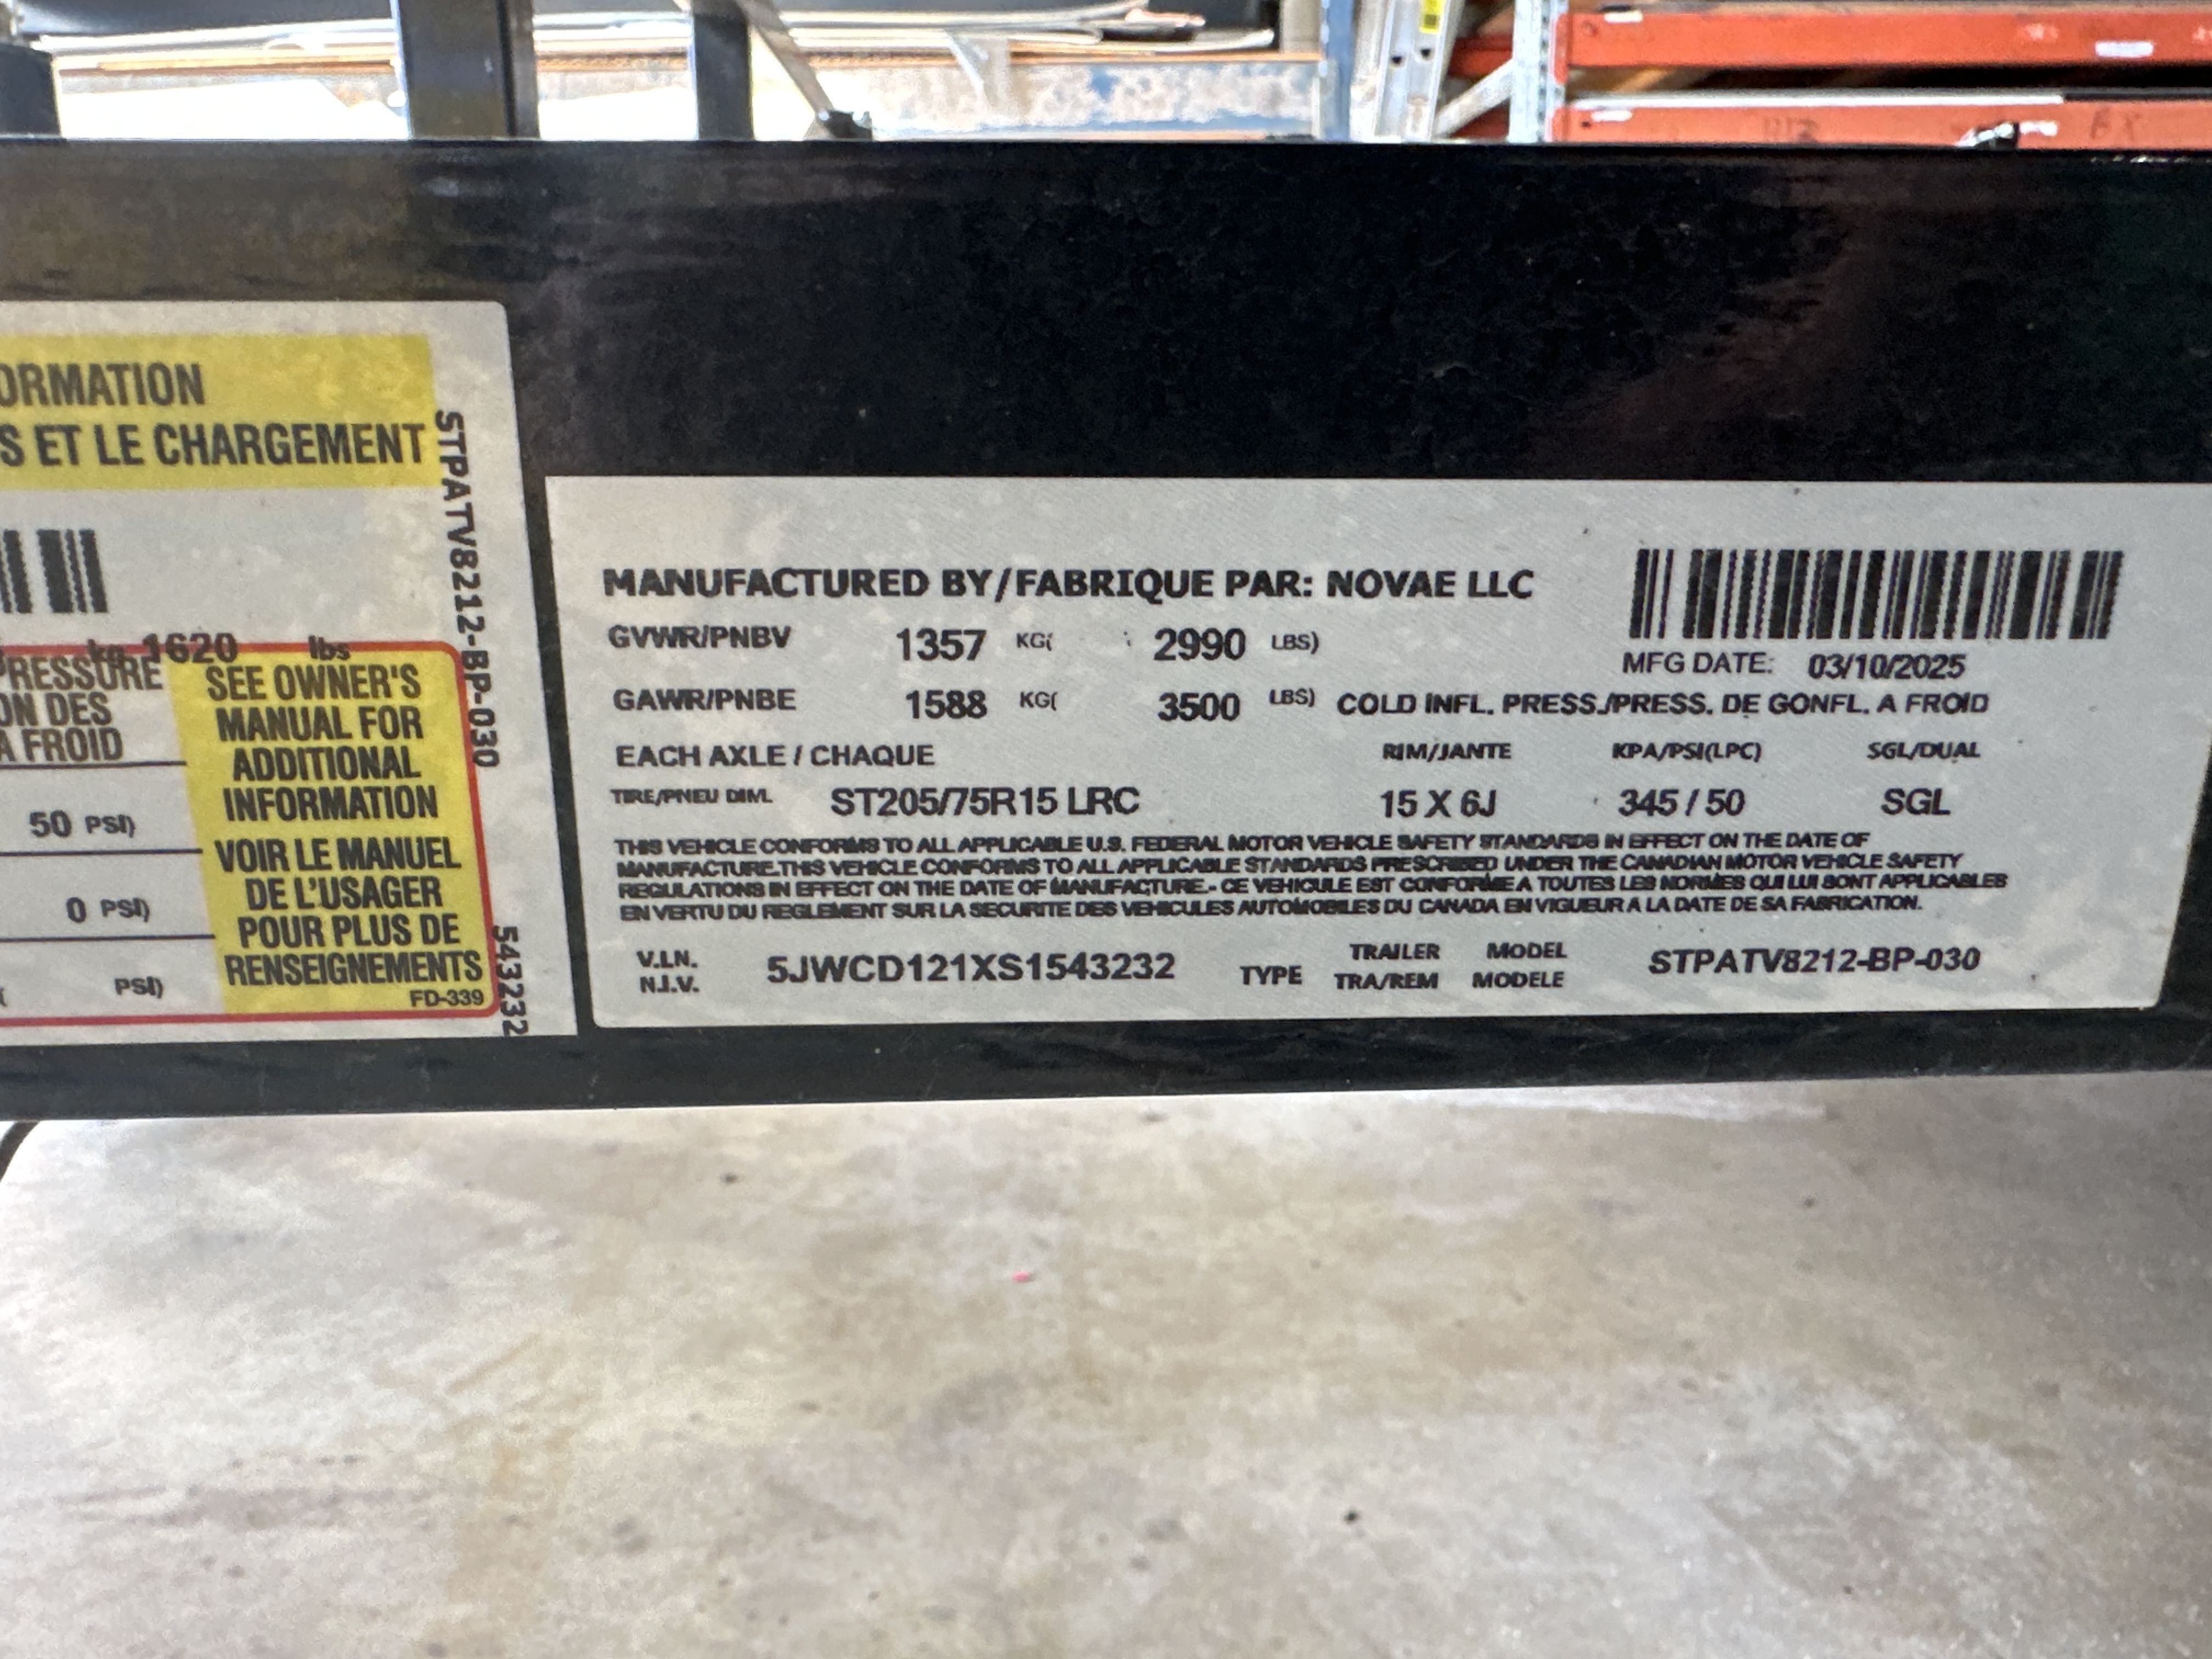 ORMATION
S ET LE CHARGEMENT
STPATV8212-BP-030
kg 1620 lbs
PRESSURE
ON DES
A FROID
50 PSI)
0 PSI)
PSI)
SEE OWNER'S
MANUAL FOR
ADDITIONAL
INFORMATION
VOIR LE MANUEL
DE L'USAGER
POUR PLUS DE
RENSEIGNEMENTS
FD-339
543232
MANUFACTURED BY/FABRIQUE PAR: NOVAE LLC
GVWR/PNBV 1357 KG( 2990 LBS)
MFG DATE: 03/10/2025
GAWR/PNBE 1588 KG( 3500 LBS) COLD INFL. PRESS./PRESS. DE GONFL. A FROID
EACH AXLE / CHAQUE RIM/JANTE KPA/PSI(LPC) SGL/DUAL
TIRE/PNEU DIM. ST205/75R15 LRC 15 X 6J 345 / 50 SGL
THIS VEHICLE CONFORMS TO ALL APPLICABLE U.S. FEDERAL MOTOR VEHICLE SAFETY STANDARDS IN EFFECT ON THE DATE OF
MANUFACTURE.THIS VEHICLE CONFORMS TO ALL APPLICABLE STANDARDS PRESCRIBED UNDER THE CANADIAN MOTOR VEHICLE SAFETY
REGULATIONS IN EFFECT ON THE DATE OF MANUFACTURE.- CE VEHICULE EST CONFORME A TOUTES LES NORMES QUI LUI SONT APPLICABLES
EN VERTU DU REGLEMENT SUR LA SECURITE DES VEHICULES AUTOMOBILES DU CANADA EN VIGUEUR A LA DATE DE SA FABRICATION.
V.I.N. 5JWCD121XS1543232 TYPE TRAILER MODEL STPATV8212-BP-030
N.I.V. TRA/REM MODELE